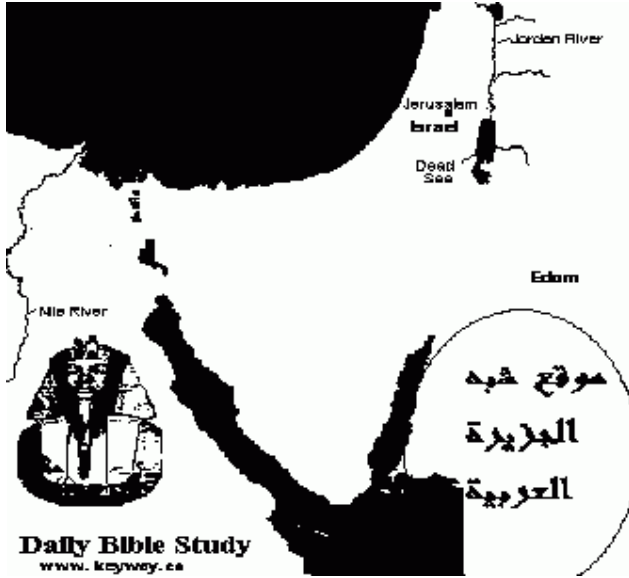 Jordan River
Jerusalem
Israel
Dead
Sea
Edom
Nile River
موقع شبه
الجزيرة
العربية
Daily Bible Study
www.keyway.ca